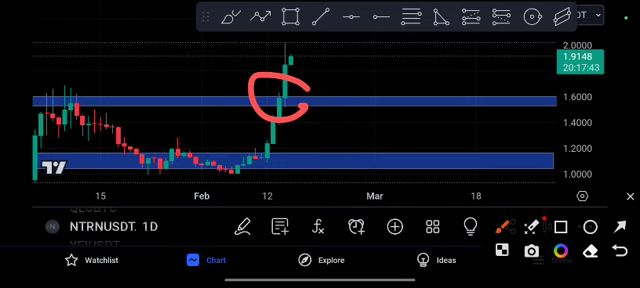 DT
2.0000
1.9148
20:17:43
1.6000
1.4000
1.2000
1.0000
15 Feb 12 Mar 18
N NTRNUSDT. 1D
Watchlist Chart Explore Ideas